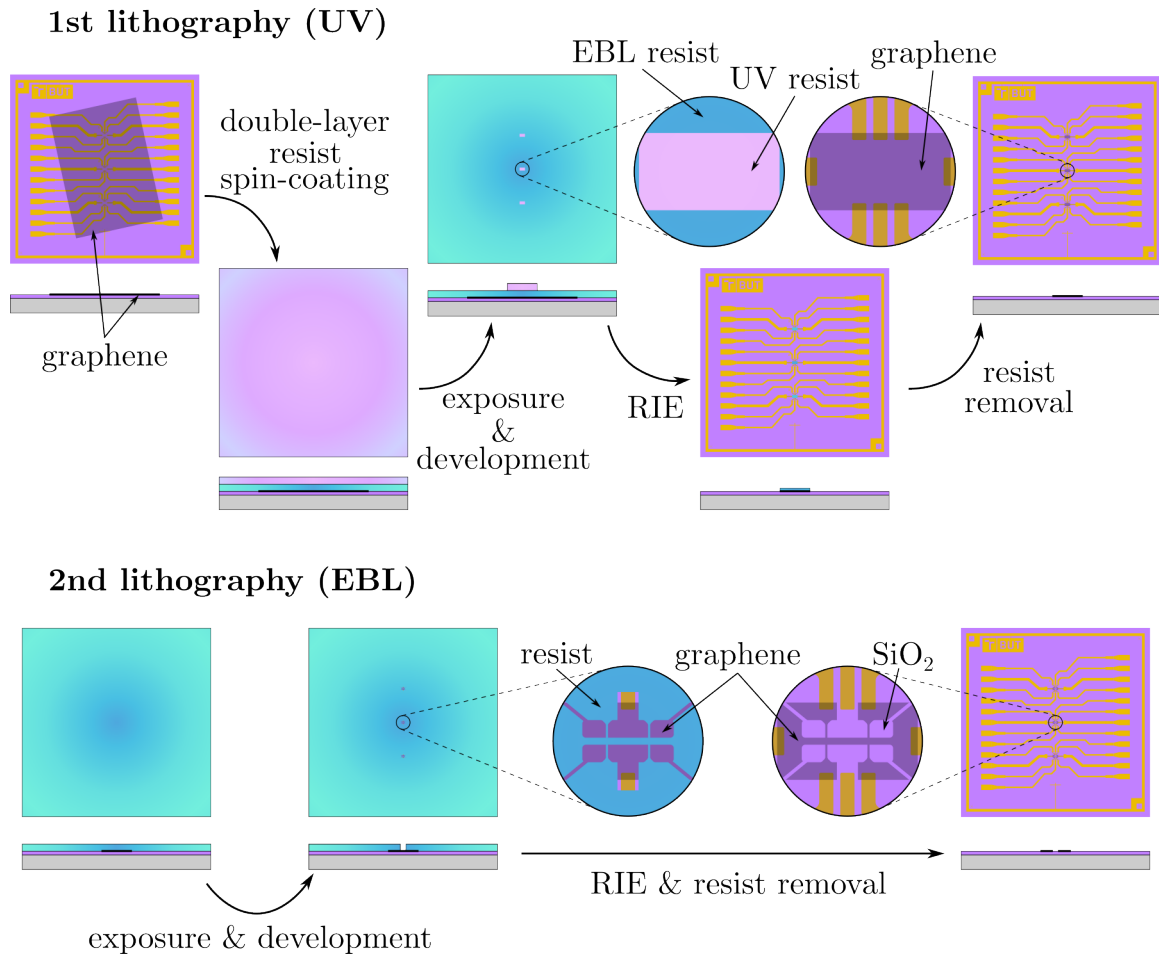 1st lithography (UV)
EBL resist
UV resist
graphene
double-layer
resist
spin-coating
graphene
exposure
&
development
RIE
resist
removal
2nd lithography (EBL)
resist
graphene
SiO₂
RIE & resist removal
exposure & development